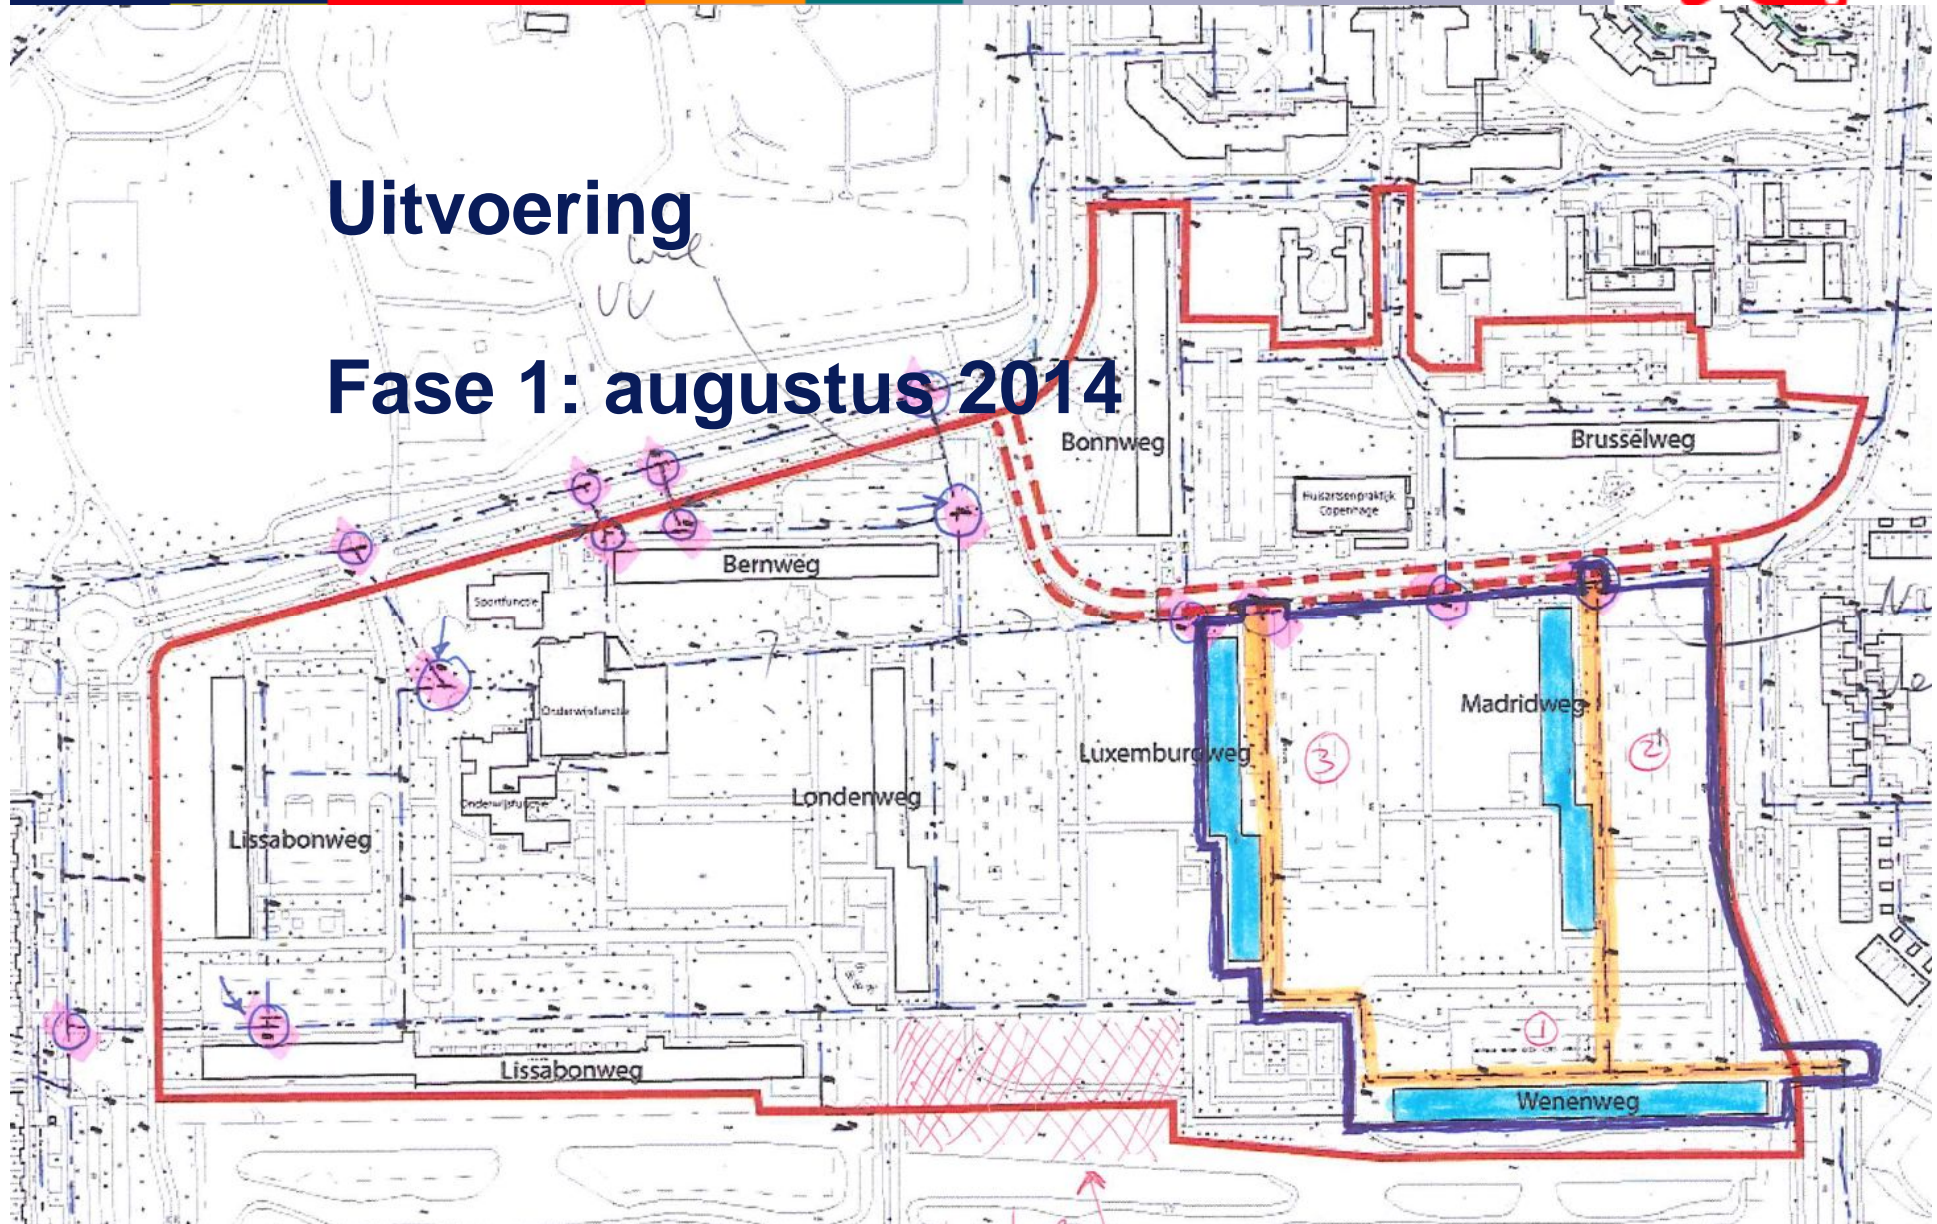 Uitvoering
Fase 1: augustus 2014
Bonnweg
Brusselweg
Huisartsenpraktijk
Copenhage
Bernweg
Sportfunctie
Onderwijsfunctie
Madridweg
2
3
Luxemburgweg
Londenweg
Onderwijsfunctie
Lissabonweg
1
Lissabonweg
Wenenweg